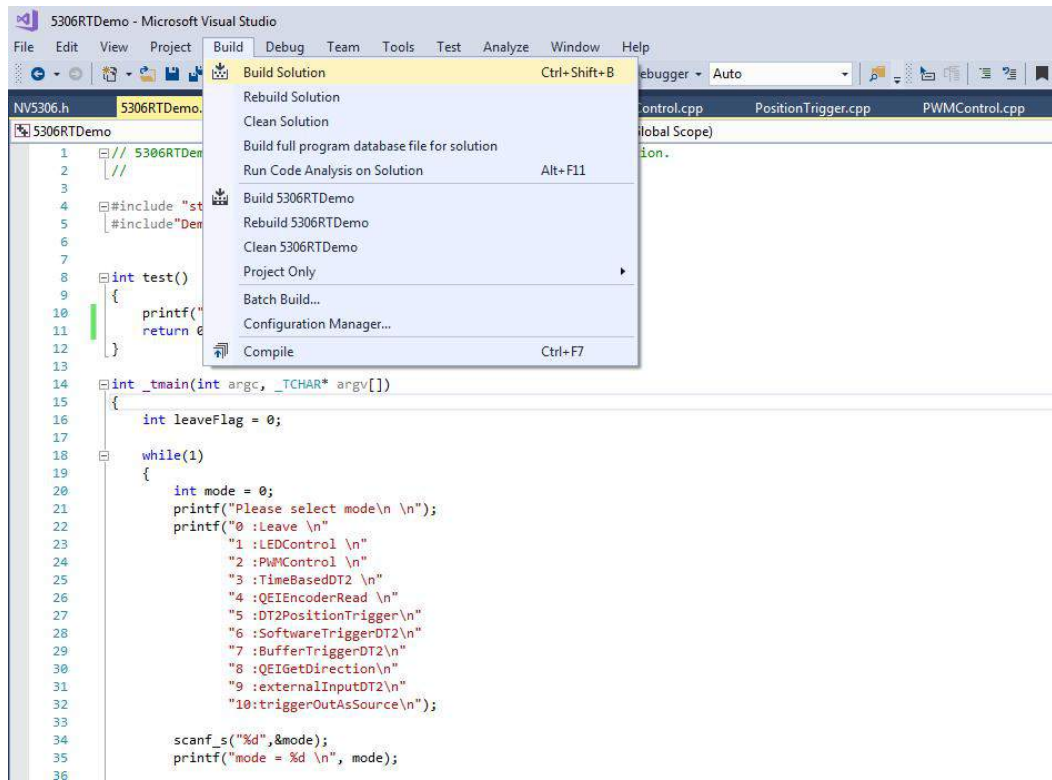 5306RTDemo - Microsoft Visual Studio
File Edit View Project Build Debug Team Tools Test Analyze Window Help
Build Solution Ctrl+Shift+B
ebugger Auto
Rebuild Solution
NV5306.h 5306RTDemo. Control.cpp PositionTrigger.cpp PWMControl.cpp
Clean Solution
5306RTDemo lobal Scope)
Build full program database file for solution
1 // 5306RTDem ion.
Run Code Analysis on Solution Alt+F11
2 //
3
Build 5306RTDemo
4 #include "st
Rebuild 5306RTDemo
5 #include"Dem
6
Clean 5306RTDemo
7
Project Only
8 int test()
9 {
Batch Build...
10 printf("
Configuration Manager...
11 return 0
12 }
Compile Ctrl+F7
13
14 int _tmain(int argc, _TCHAR* argv[])
15 {
16 int leaveFlag = 0;
17
18 while(1)
19 {
20 int mode = 0;
21 printf("Please select mode\n \n");
22 printf("0 :Leave \n"
23 "1 :LEDControl \n"
24 "2 :PWMControl \n"
25 "3 :TimeBasedDT2 \n"
26 "4 :QEIEncoderRead \n"
27 "5 :DT2PositionTrigger\n"
28 "6 :SoftwareTriggerDT2\n"
29 "7 :BufferTriggerDT2\n"
30 "8 :QEIGetDirection\n"
31 "9 :externalInputDT2\n"
32 "10:triggerOutAsSource\n");
33
34 scanf_s("%d",&mode);
35 printf("mode = %d \n", mode);
36